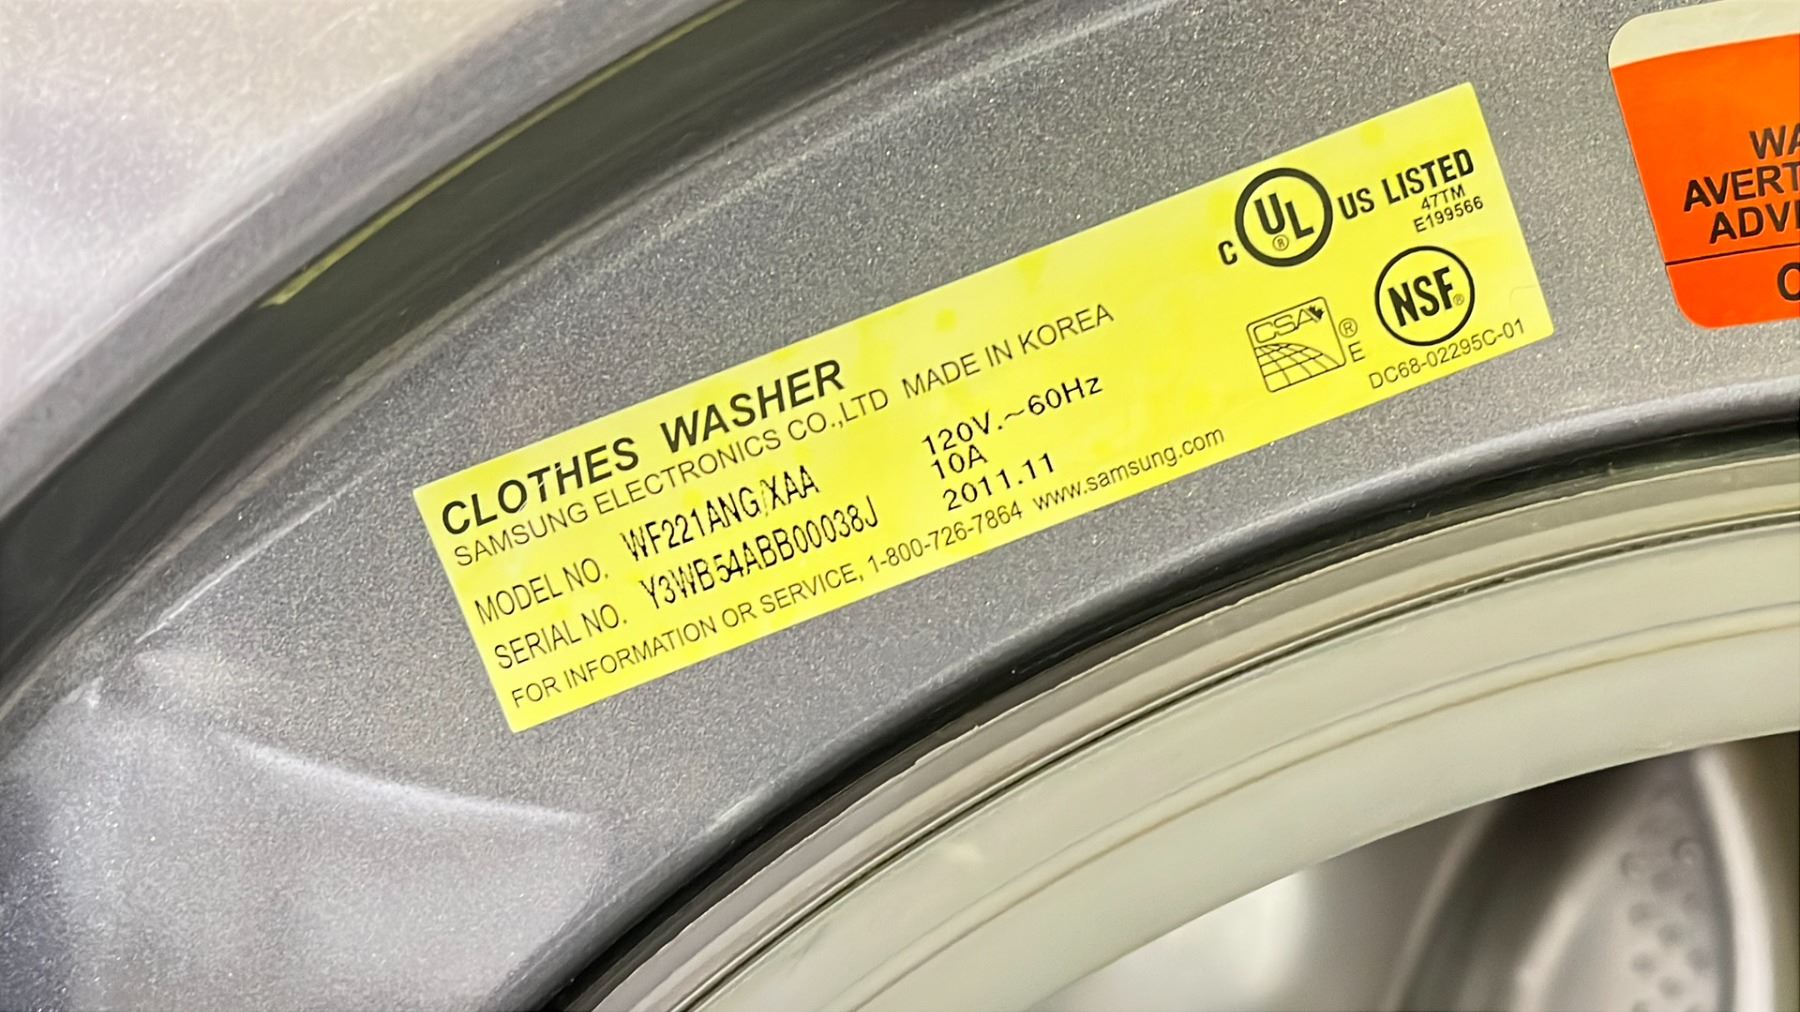 CLOTHES WASHER
SAMSUNG ELECTRONICS CO.,LTD MADE IN KOREA
MODEL NO. WF221ANG/XAA 120V.~60Hz
10A
SERIAL NO. Y3WB54ABB00038J 2011.11
FOR INFORMATION OR SERVICE, 1-800-726-7864 www.samsung.com
C UL® US LISTED
47TM
E199566
CSA® E
NSF®
DC68-02295C-01